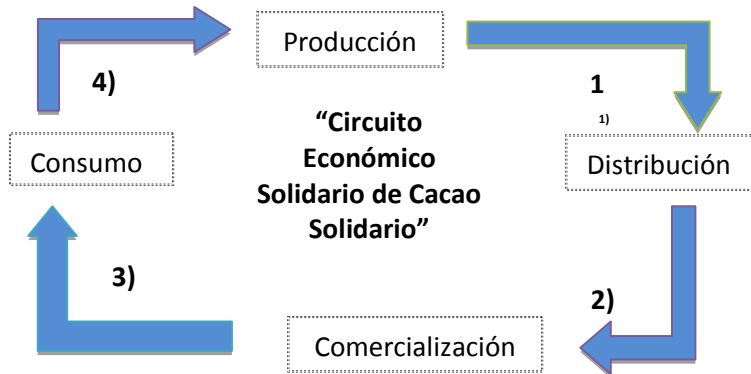 Producción
4)
1
1)
“Circuito
Económico
Solidario de Cacao
Solidario”
Consumo
Distribución
3)
2)
Comercialización